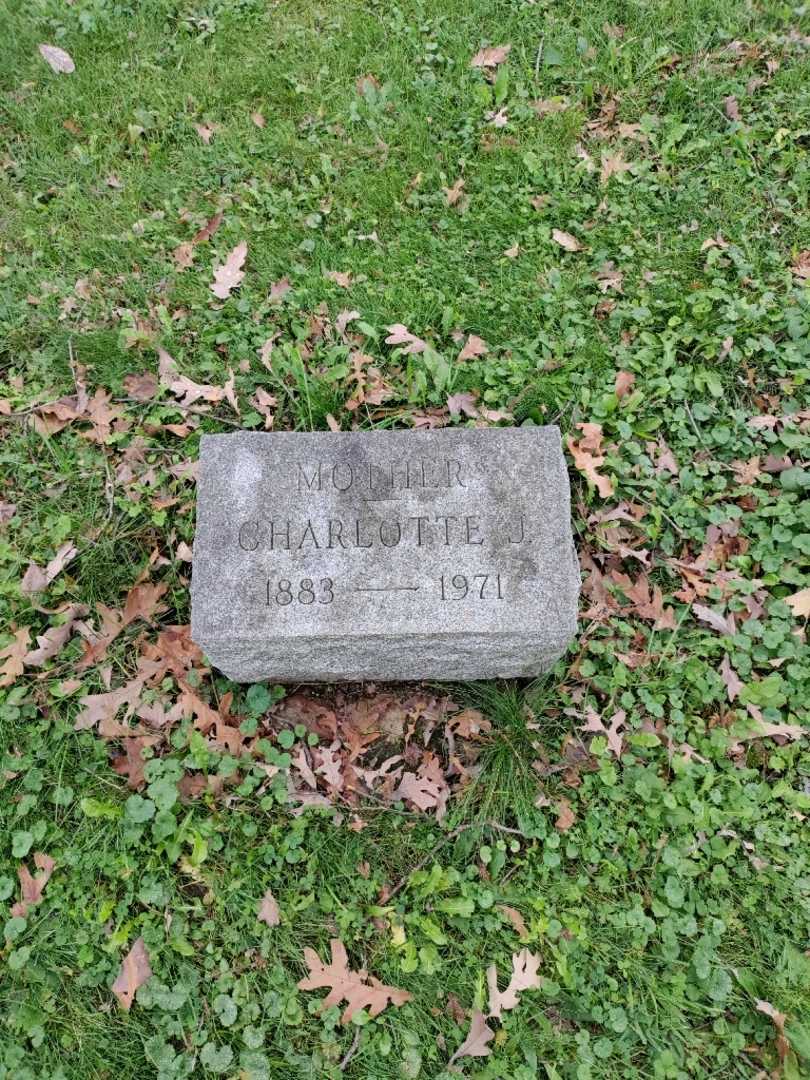 MOTHER
CHARLOTTE J.
1883 — 1971